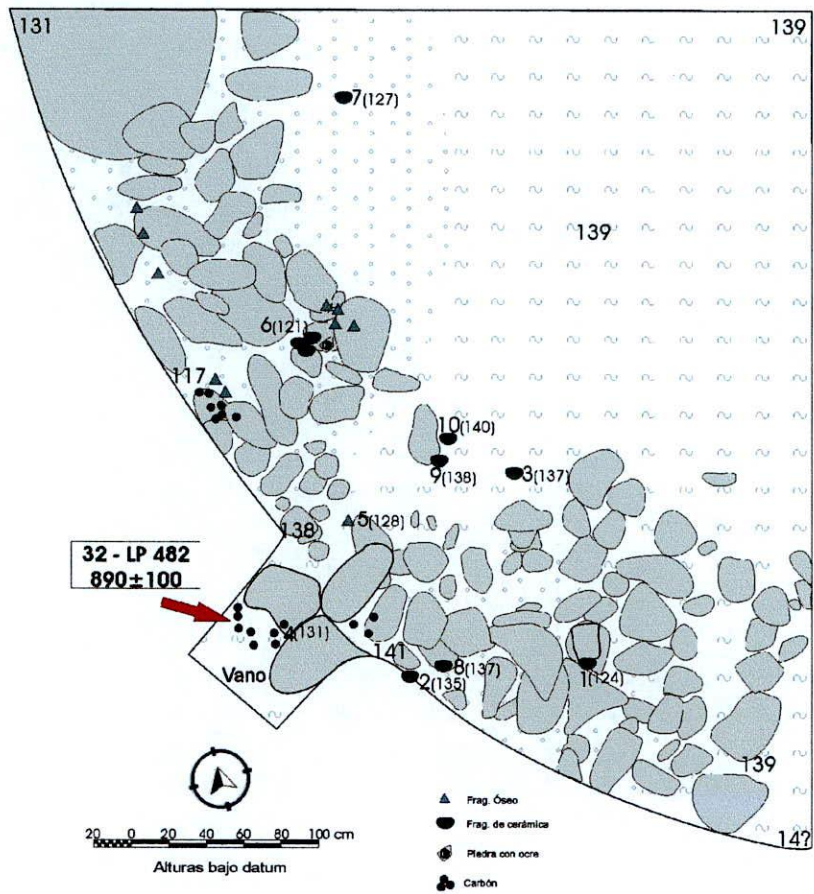 131
139
7(127)
139
6(121)
117
10(140)
9(138)
3(137)
5(128)
138
32 - LP 482
890±100
4(131)
141
Vano
8(137)
2(135)
1(124)
139
14?
Frag. Óseo
20 0 20 40 60 80 100 cm
Frag. de cerámica
Alturas bajo datum
Piedra con ocre
Carbón